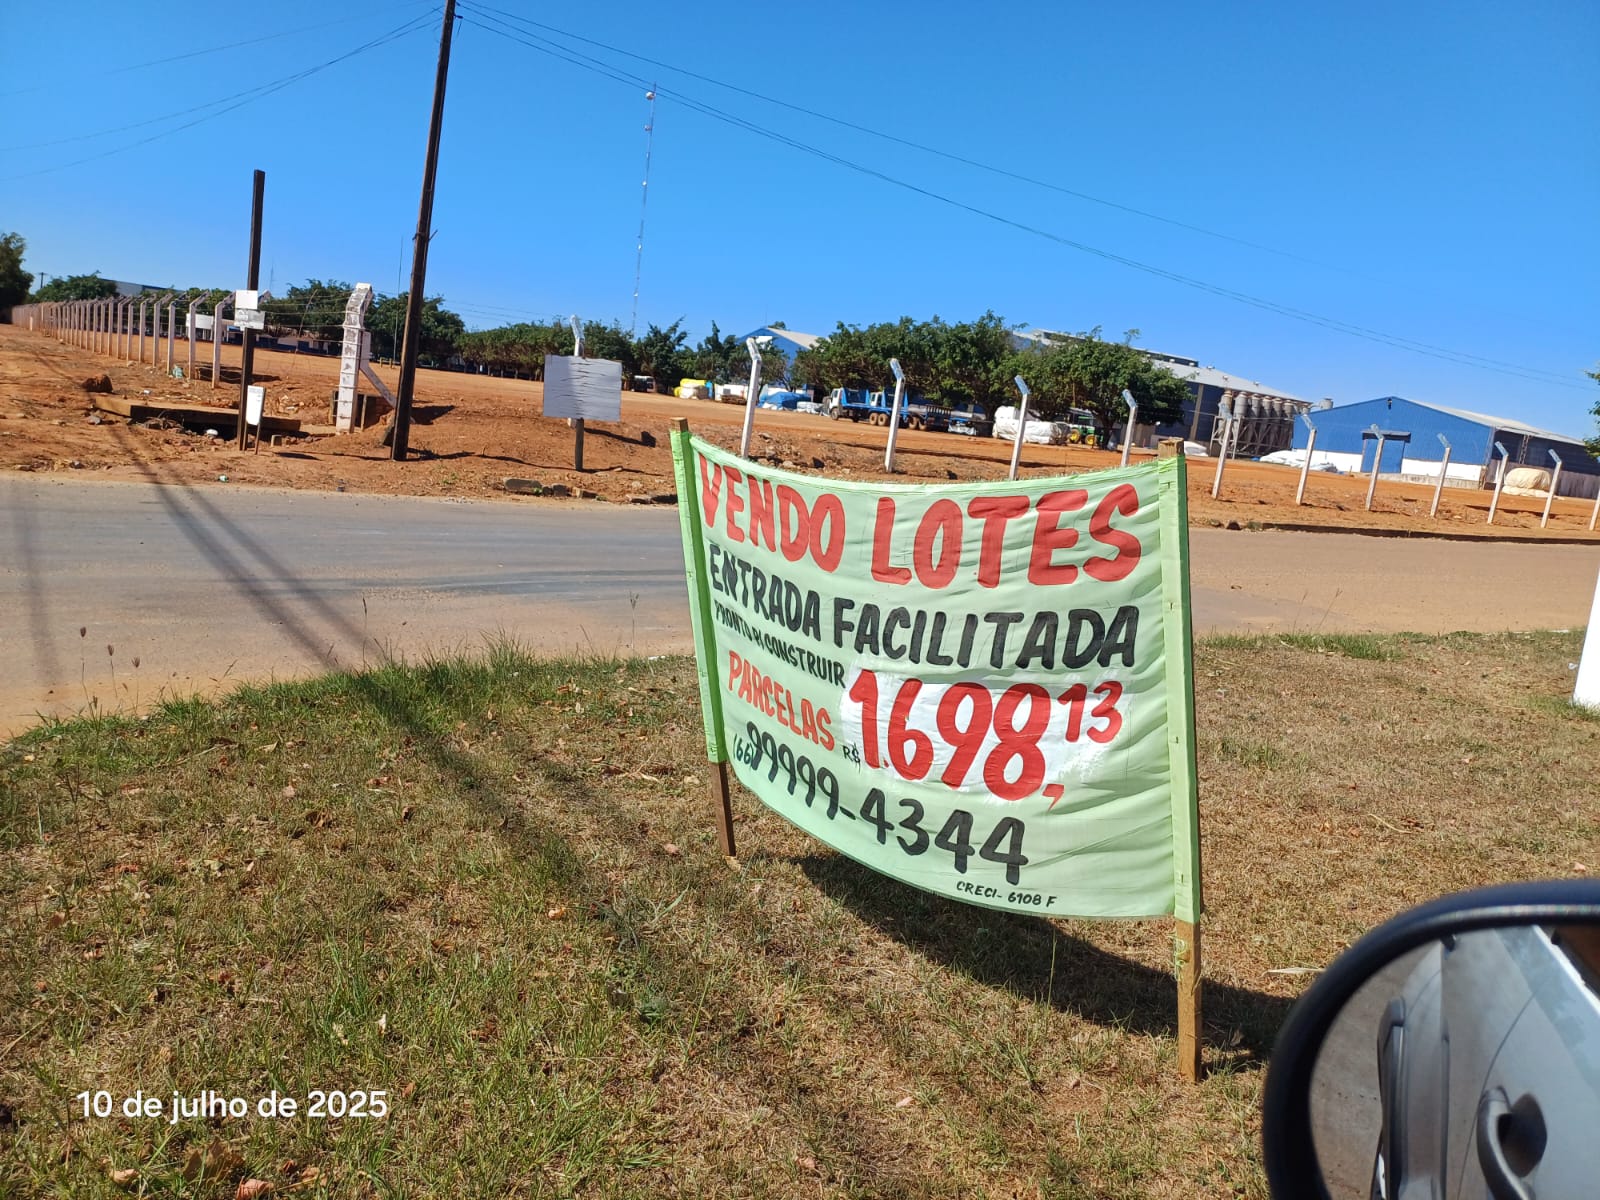 VENDO LOTES
ENTRADA FACILITADA
PRONTO P/ CONSTRUIR
PARCELAS R$ 1.698,13
(66) 99999-4344
CRECI- 6108 F
10 de julho de 2025